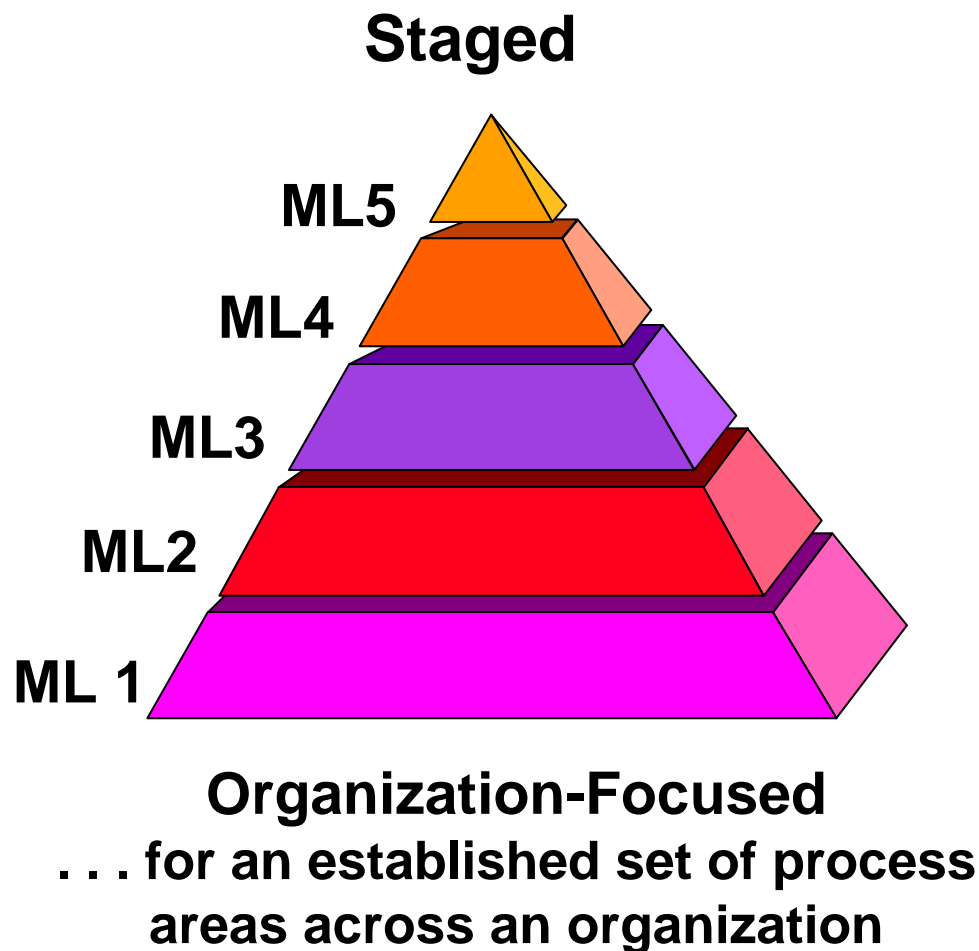 Staged
ML5
ML4
ML3
ML2
ML 1
Organization-Focused
. . . for an established set of process
areas across an organization